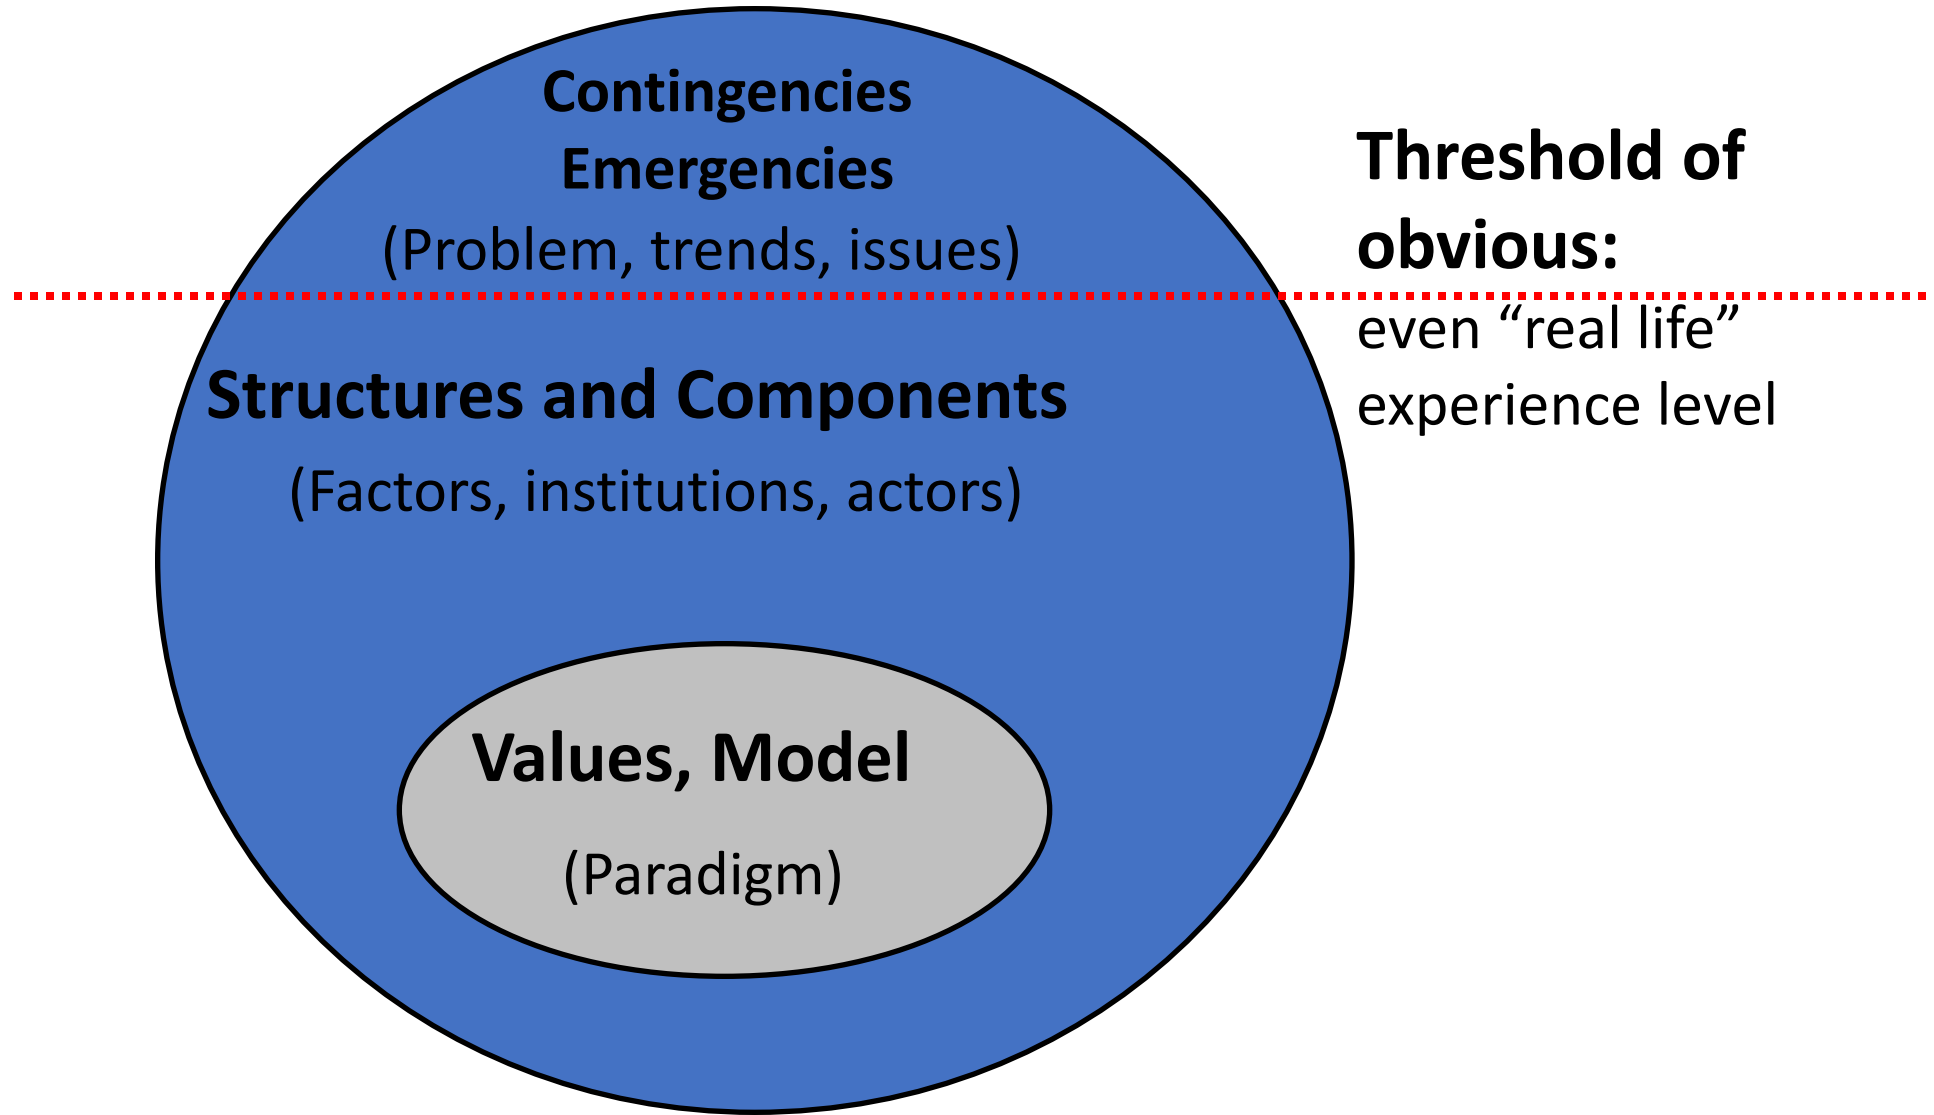 Contingencies
Emergencies
(Problem, trends, issues)
Threshold of
obvious:
even “real life”
experience level
Structures and Components
(Factors, institutions, actors)
Values, Model
(Paradigm)